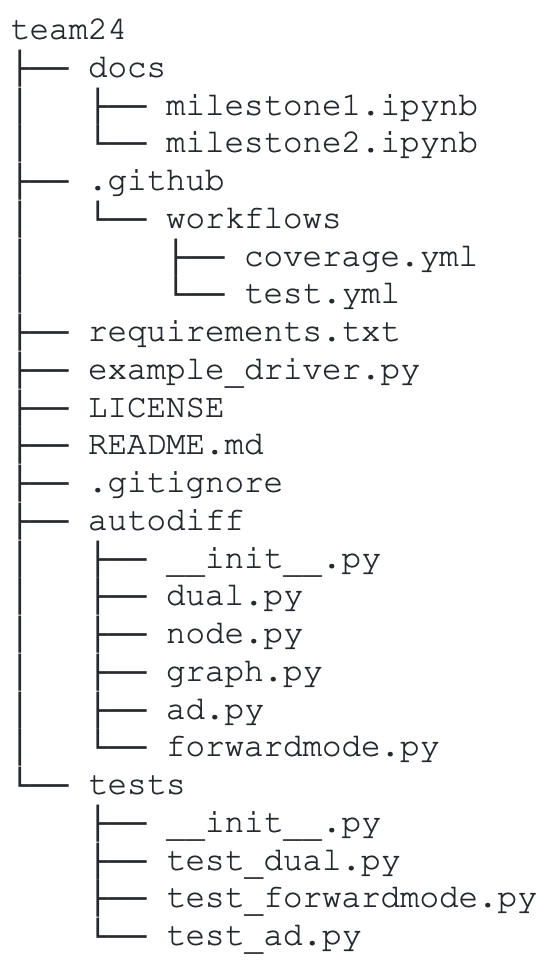 team24
├── docs
│   ├── milestone1.ipynb
│   └── milestone2.ipynb
├── .github
│   └── workflows
│       ├── coverage.yml
│       └── test.yml
├── requirements.txt
├── example_driver.py
├── LICENSE
├── README.md
├── .gitignore
├── autodiff
│   ├── __init__.py
│   ├── dual.py
│   ├── node.py
│   ├── graph.py
│   ├── ad.py
│   └── forwardmode.py
└── tests
    ├── __init__.py
    ├── test_dual.py
    ├── test_forwardmode.py
    └── test_ad.py